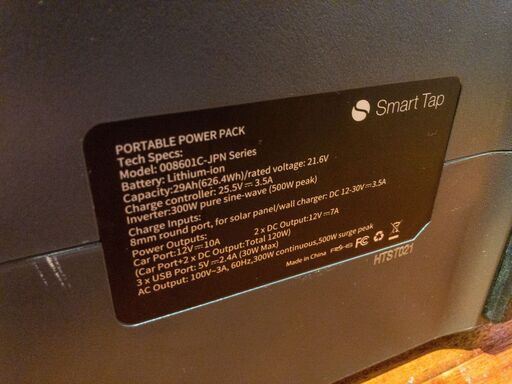 Smart Tap
PORTABLE POWER PACK
Tech Specs:
Model: 008601C-JPN Series
Battery: Lithium-ion
Capacity:29Ah(626.4Wh)/rated voltage: 21.6V
Charge controller: 25.5V⎓ 3.5A
Inverter:300W pure sine-wave (500W peak)
Charge Inputs:
8mm round port, for solar panel/wall charger: DC 12-30V⎓3.5A
Power Outputs:
Car Port:12V⎓10A 2 x DC Output:12V⎓7A
(Car Port+2 x DC Output:Total 120W)
3 x USB Port: 5V⎓2.4A (30W Max)
AC Output: 100V~3A, 60Hz,300W continuous,500W surge peak
Made in China FC
HTST021